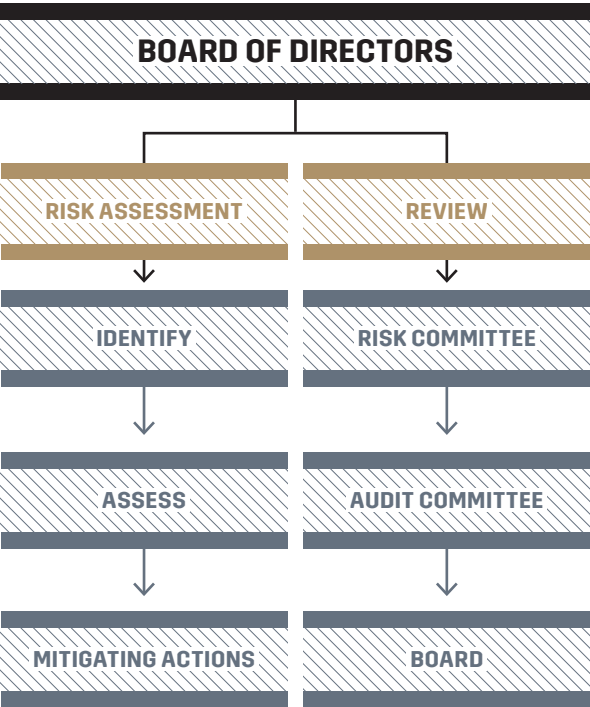 BOARD OF DIRECTORS
RISK ASSESSMENT
REVIEW
IDENTIFY
RISK COMMITTEE
ASSESS
AUDIT COMMITTEE
MITIGATING ACTIONS
BOARD